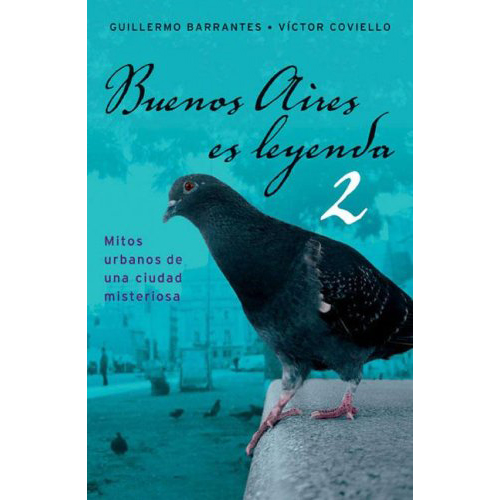 GUILLERMO BARRANTES • VÍCTOR COVIELLO
Buenos Aires
es leyenda
2
Mitos
urbanos de
una ciudad
misteriosa